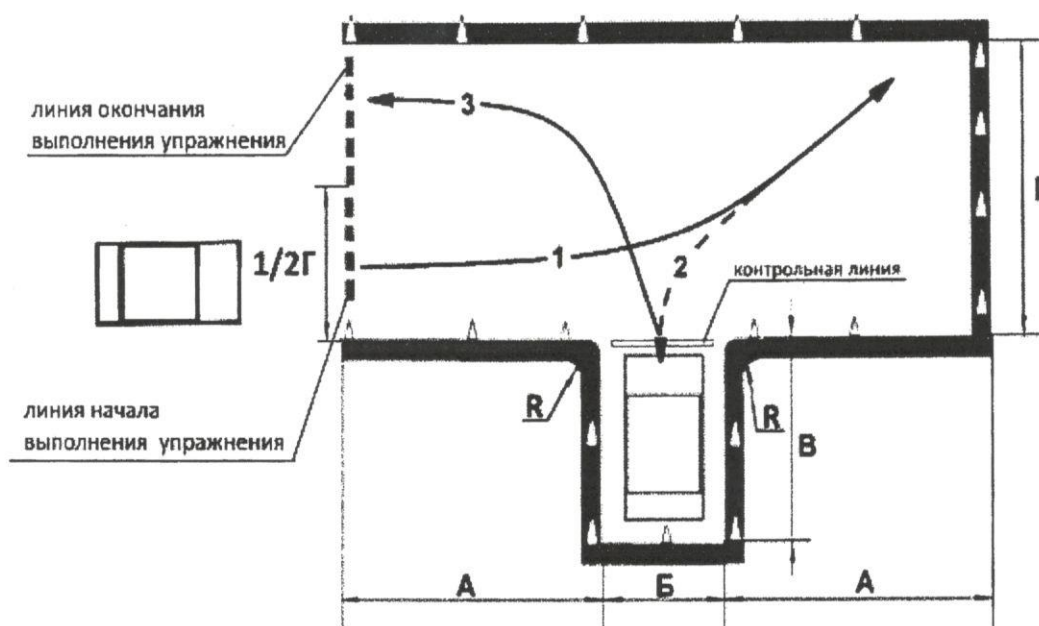 линия окончания
выполнения упражнения
3
1/2Г
1
2
контрольная линия
линия начала
выполнения упражнения
R
R
В
А
Б
А